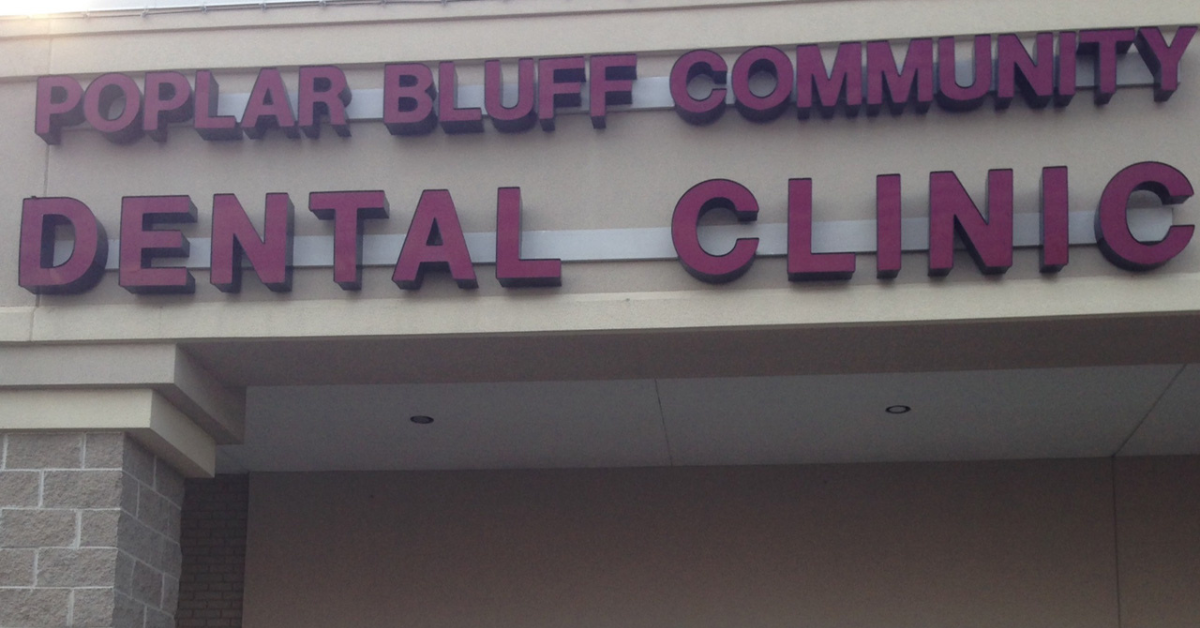 POPLAR BLUFF COMMUNITY
DENTAL CLINIC